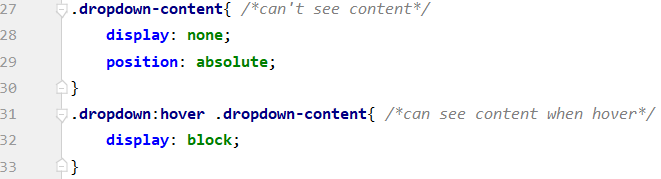 27 .dropdown-content{ /*can't see content*/
28 display: none;
29 position: absolute;
30 }
31 .dropdown:hover .dropdown-content{ /*can see content when hover*/
32 display: block;
33 }